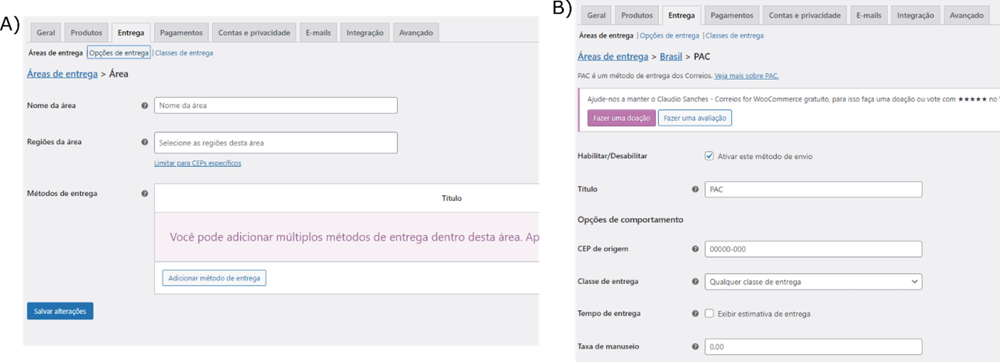 A)
Geral Produtos Entrega Pagamentos Contas e privacidade E-mails Integração Avançado
Áreas de entrega | Opções de entrega | Classes de entrega
Áreas de entrega > Área
Nome da área Nome da área
Regiões da área Selecione as regiões desta área
Limitar para CEPs específicos
Métodos de entrega Título
Você pode adicionar múltiplos métodos de entrega dentro desta área. Ap
Adicionar método de entrega
Salvar alterações
B)
Geral Produtos Entrega Pagamentos Contas e privacidade E-mails Integração Avançado
Áreas de entrega | Opções de entrega | Classes de entrega
Áreas de entrega > Brasil > PAC
PAC é um método de entrega dos Correios. Veja mais sobre PAC.
Ajude-nos a manter o Claudio Sanches - Correios for WooCommerce gratuito, para isso faça uma doação ou vote com ★★★★★ no
Fazer uma doação Fazer uma avaliação
Habilitar/Desabilitar Ativar este método de envio
Título PAC
Opções de comportamento
CEP de origem 00000-000
Classe de entrega Qualquer classe de entrega
Tempo de entrega Exibir estimativa de entrega
Taxa de manuseio 0.00